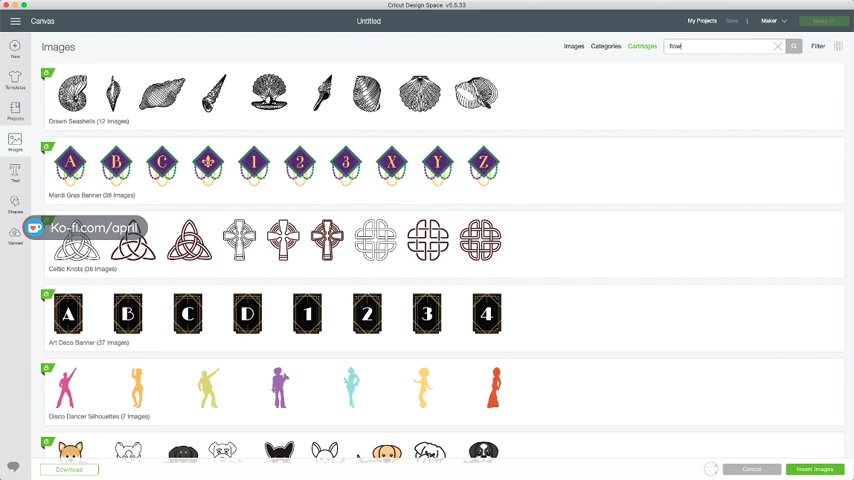 Cricut Design Space v5.5.33
Canvas
Untitled
My Projects
Save
Maker
Make It
Images
Images
Categories
Cartridges
flow
Filter
New
Templates
Projects
Images
Text
Shapes
Upload
Drawn Seashells (12 Images)
A B C 1 2 3 X Y Z
Mardi Gras Banner (38 Images)
Ko-fi.com/april
Celtic Knots (36 Images)
A B C D 1 2 3 4
Art Deco Banner (37 Images)
Disco Dancer Silhouettes (7 Images)
Download
Cancel
Insert Images